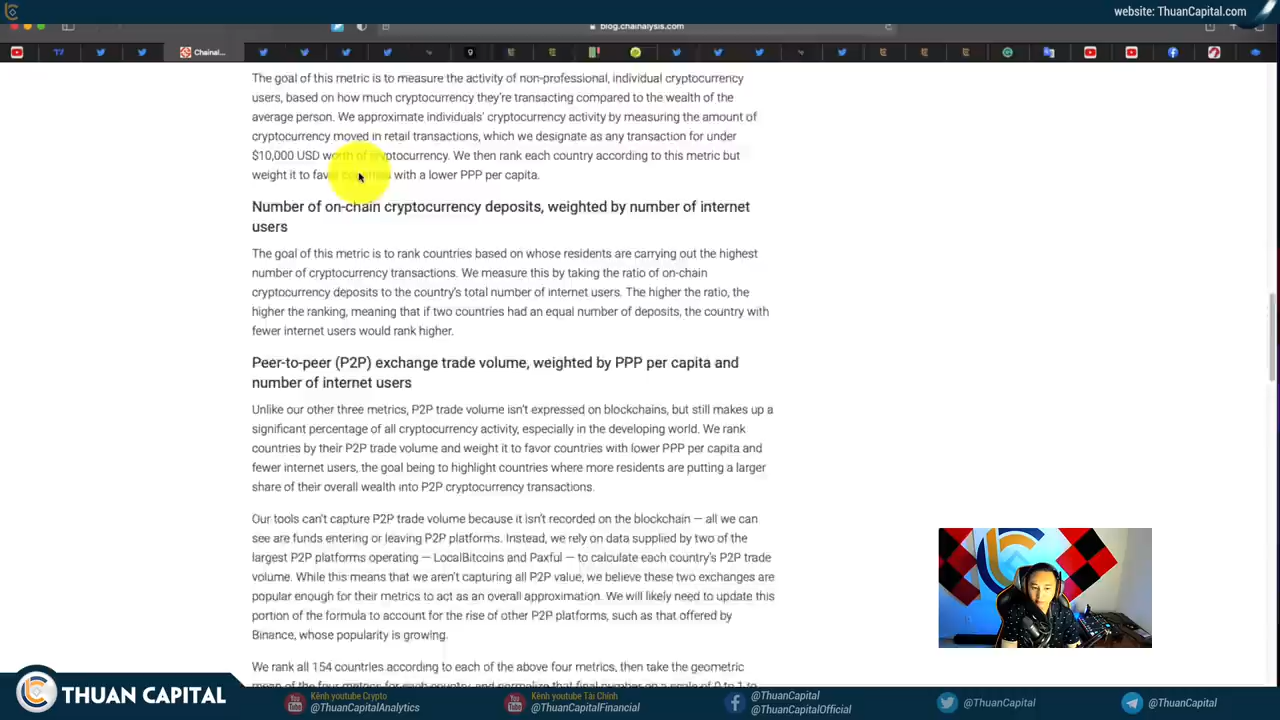 website: ThuanCapital.com
blog.chainalysis.com
Chainal...
The goal of this metric is to measure the activity of non-professional, individual cryptocurrency
users, based on how much cryptocurrency they're transacting compared to the wealth of the
average person. We approximate individuals' cryptocurrency activity by measuring the amount of
cryptocurrency moved in retail transactions, which we designate as any transaction for under
$10,000 USD worth of cryptocurrency. We then rank each country according to this metric but
weight it to favor countries with a lower PPP per capita.
Number of on-chain cryptocurrency deposits, weighted by number of internet
users
The goal of this metric is to rank countries based on whose residents are carrying out the highest
number of cryptocurrency transactions. We measure this by taking the ratio of on-chain
cryptocurrency deposits to the country's total number of internet users. The higher the ratio, the
higher the ranking, meaning that if two countries had an equal number of deposits, the country with
fewer internet users would rank higher.
Peer-to-peer (P2P) exchange trade volume, weighted by PPP per capita and
number of internet users
Unlike our other three metrics, P2P trade volume isn't expressed on blockchains, but still makes up a
significant percentage of all cryptocurrency activity, especially in the developing world. We rank
countries by their P2P trade volume and weight it to favor countries with lower PPP per capita and
fewer internet users, the goal being to highlight countries where more residents are putting a larger
share of their overall wealth into P2P cryptocurrency transactions.
Our tools can't capture P2P trade volume because it isn't recorded on the blockchain — all we can
see are funds entering or leaving P2P platforms. Instead, we rely on data supplied by two of the
largest P2P platforms operating — LocalBitcoins and Paxful — to calculate each country's P2P trade
volume. While this means that we aren't capturing all P2P value, we believe these two exchanges are
popular enough for their metrics to act as an overall approximation. We will likely need to update this
portion of the formula to account for the rise of other P2P platforms, such as that offered by
Binance, whose popularity is growing.
We rank all 154 countries according to each of the above four metrics, then take the geometric
mean of the four metrics for each country, and normalize that final number on a scale of 0 to 1 to
THUAN CAPITAL
Kênh youtube Crypto
@ThuanCapitalAnalytics
Kênh youtube Tài Chính
@ThuanCapitalFinancial
@ThuanCapital
@ThuanCapitalOfficial
@ThuanCapital
@ThuanCapital